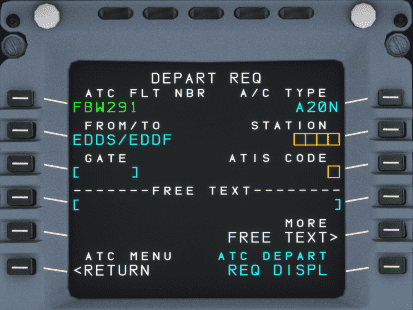 DEPART REQ
ATC FLT NBR A/C TYPE
FBW291 A20N
FROM/TO STATION
EDDS/EDDF
GATE ATIS CODE
[ ]
-------FREE TEXT--------
[ ]
MORE
FREE TEXT>
ATC MENU ATC DEPART
<RETURN REQ DISPL